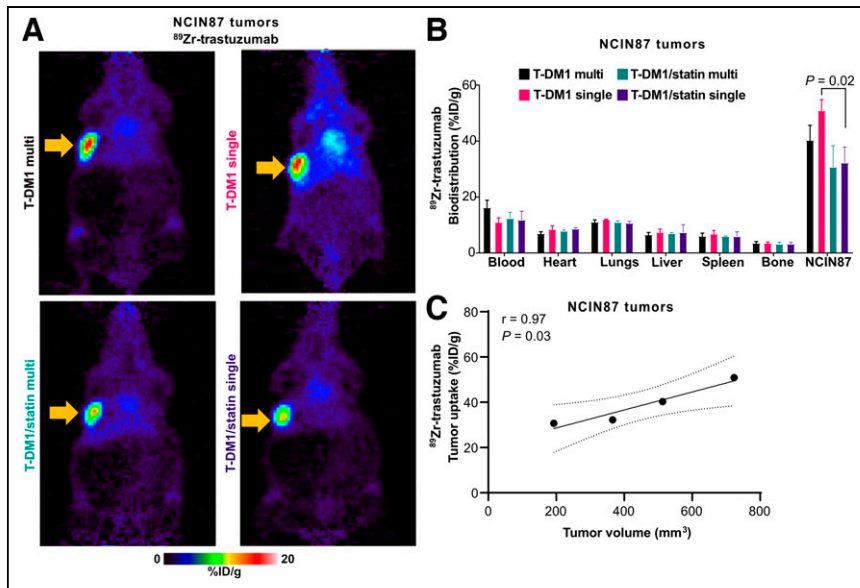 A
NCIN87 tumors
⁸⁹Zr-trastuzumab
T-DM1 multi
T-DM1 single
T-DM1/statin multi
T-DM1/statin single
0 20
%ID/g
B
NCIN87 tumors
T-DM1 multi T-DM1/statin multi
T-DM1 single T-DM1/statin single
P = 0.02
⁸⁹Zr-trastuzumab
Biodistribution (%ID/g)
60
40
20
0
Blood Heart Lungs Liver Spleen Bone NCIN87
C
NCIN87 tumors
r = 0.97
P = 0.03
⁸⁹Zr-trastuzumab
Tumor uptake (%ID/g)
80
60
40
20
0
0 200 400 600 800
Tumor volume (mm³)